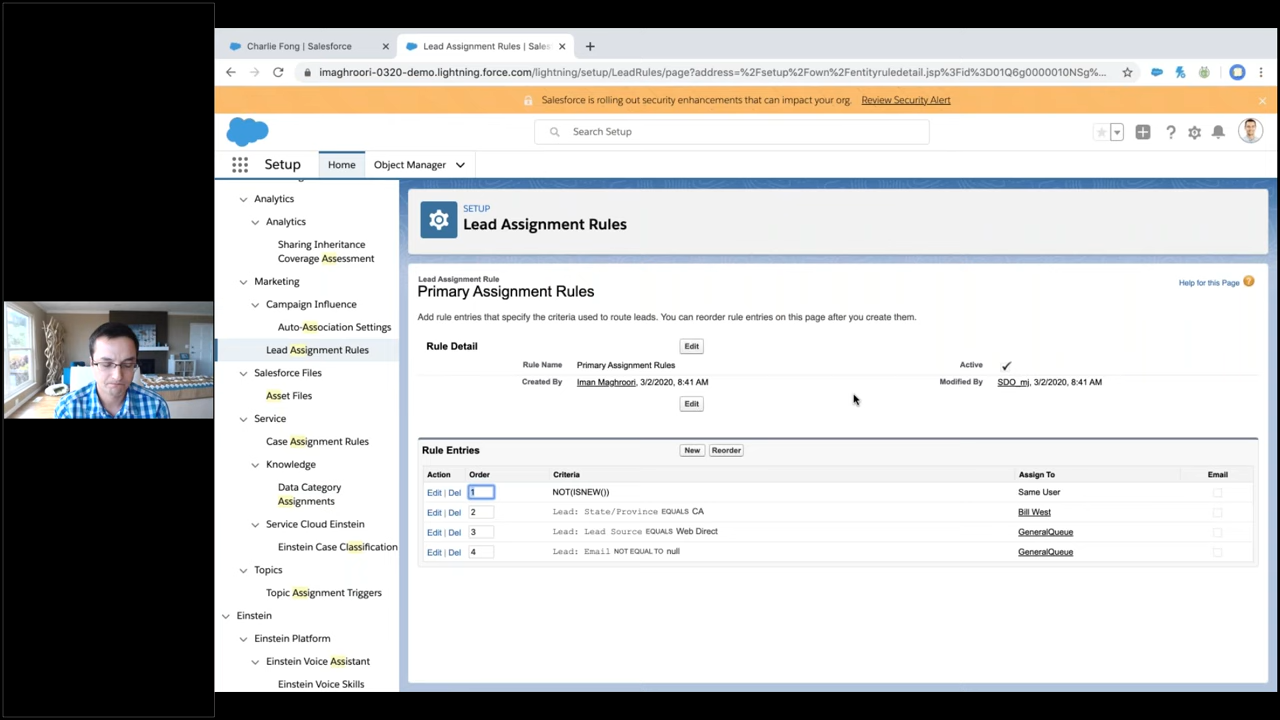 Charlie Fong | Salesforce
Lead Assignment Rules | Sales
imaghroori-0320-demo.lightning.force.com/lightning/setup/LeadRules/page?address=%2Fsetup%2Fown%2Fentityruledetail.jsp%3Fid%3D01Q6g0000010NSg%...
Salesforce is rolling out security enhancements that can impact your org. Review Security Alert
Search Setup
Setup Home Object Manager
Analytics
Analytics
Sharing Inheritance
Coverage Assessment
Marketing
Campaign Influence
Auto-Association Settings
Lead Assignment Rules
Salesforce Files
Asset Files
Service
Case Assignment Rules
Knowledge
Data Category
Assignments
Service Cloud Einstein
Einstein Case Classification
Topics
Topic Assignment Triggers
Einstein
Einstein Platform
Einstein Voice Assistant
Einstein Voice Skills
SETUP
Lead Assignment Rules
Lead Assignment Rule
Primary Assignment Rules
Help for this Page
Add rule entries that specify the criteria used to route leads. You can reorder rule entries on this page after you create them.
Rule Detail Edit
Rule Name Primary Assignment Rules Active
Created By Iman Maghroori, 3/2/2020, 8:41 AM Modified By SDO_mj, 3/2/2020, 8:41 AM
Edit
Rule Entries New Reorder
Action Order Criteria Assign To Email
Edit | Del 1 NOT(ISNEW()) Same User
Edit | Del 2 Lead: State/Province EQUALS CA Bill West
Edit | Del 3 Lead: Lead Source EQUALS Web Direct GeneralQueue
Edit | Del 4 Lead: Email NOT EQUAL TO null GeneralQueue